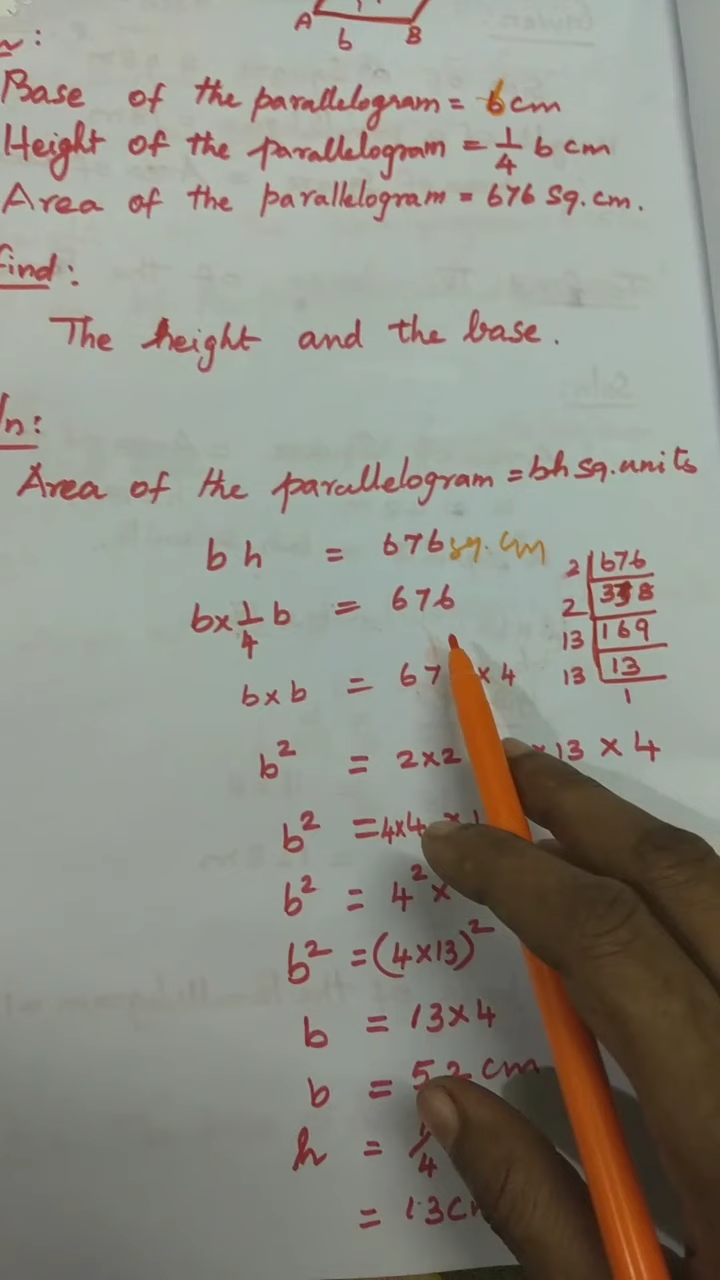 A b B
Base of the parallelogram = b cm
Height of the parallelogram = 1/4 b cm
Area of the parallelogram = 676 Sq.cm.
find:
The height and the base.
ln:
Area of the parallelogram = bh sq.units
b h = 676 sq.cm
b x 1/4 b = 676
b x b = 67 x 4
b² = 2x2 x13 x 4
b² = 4x4 x
b² = 4² x
b² = (4x13)²
b = 13x4
b = 52 cm
h = 1/4
= 13 c
2 | 676
2 | 338
13 | 169
13 | 13
1